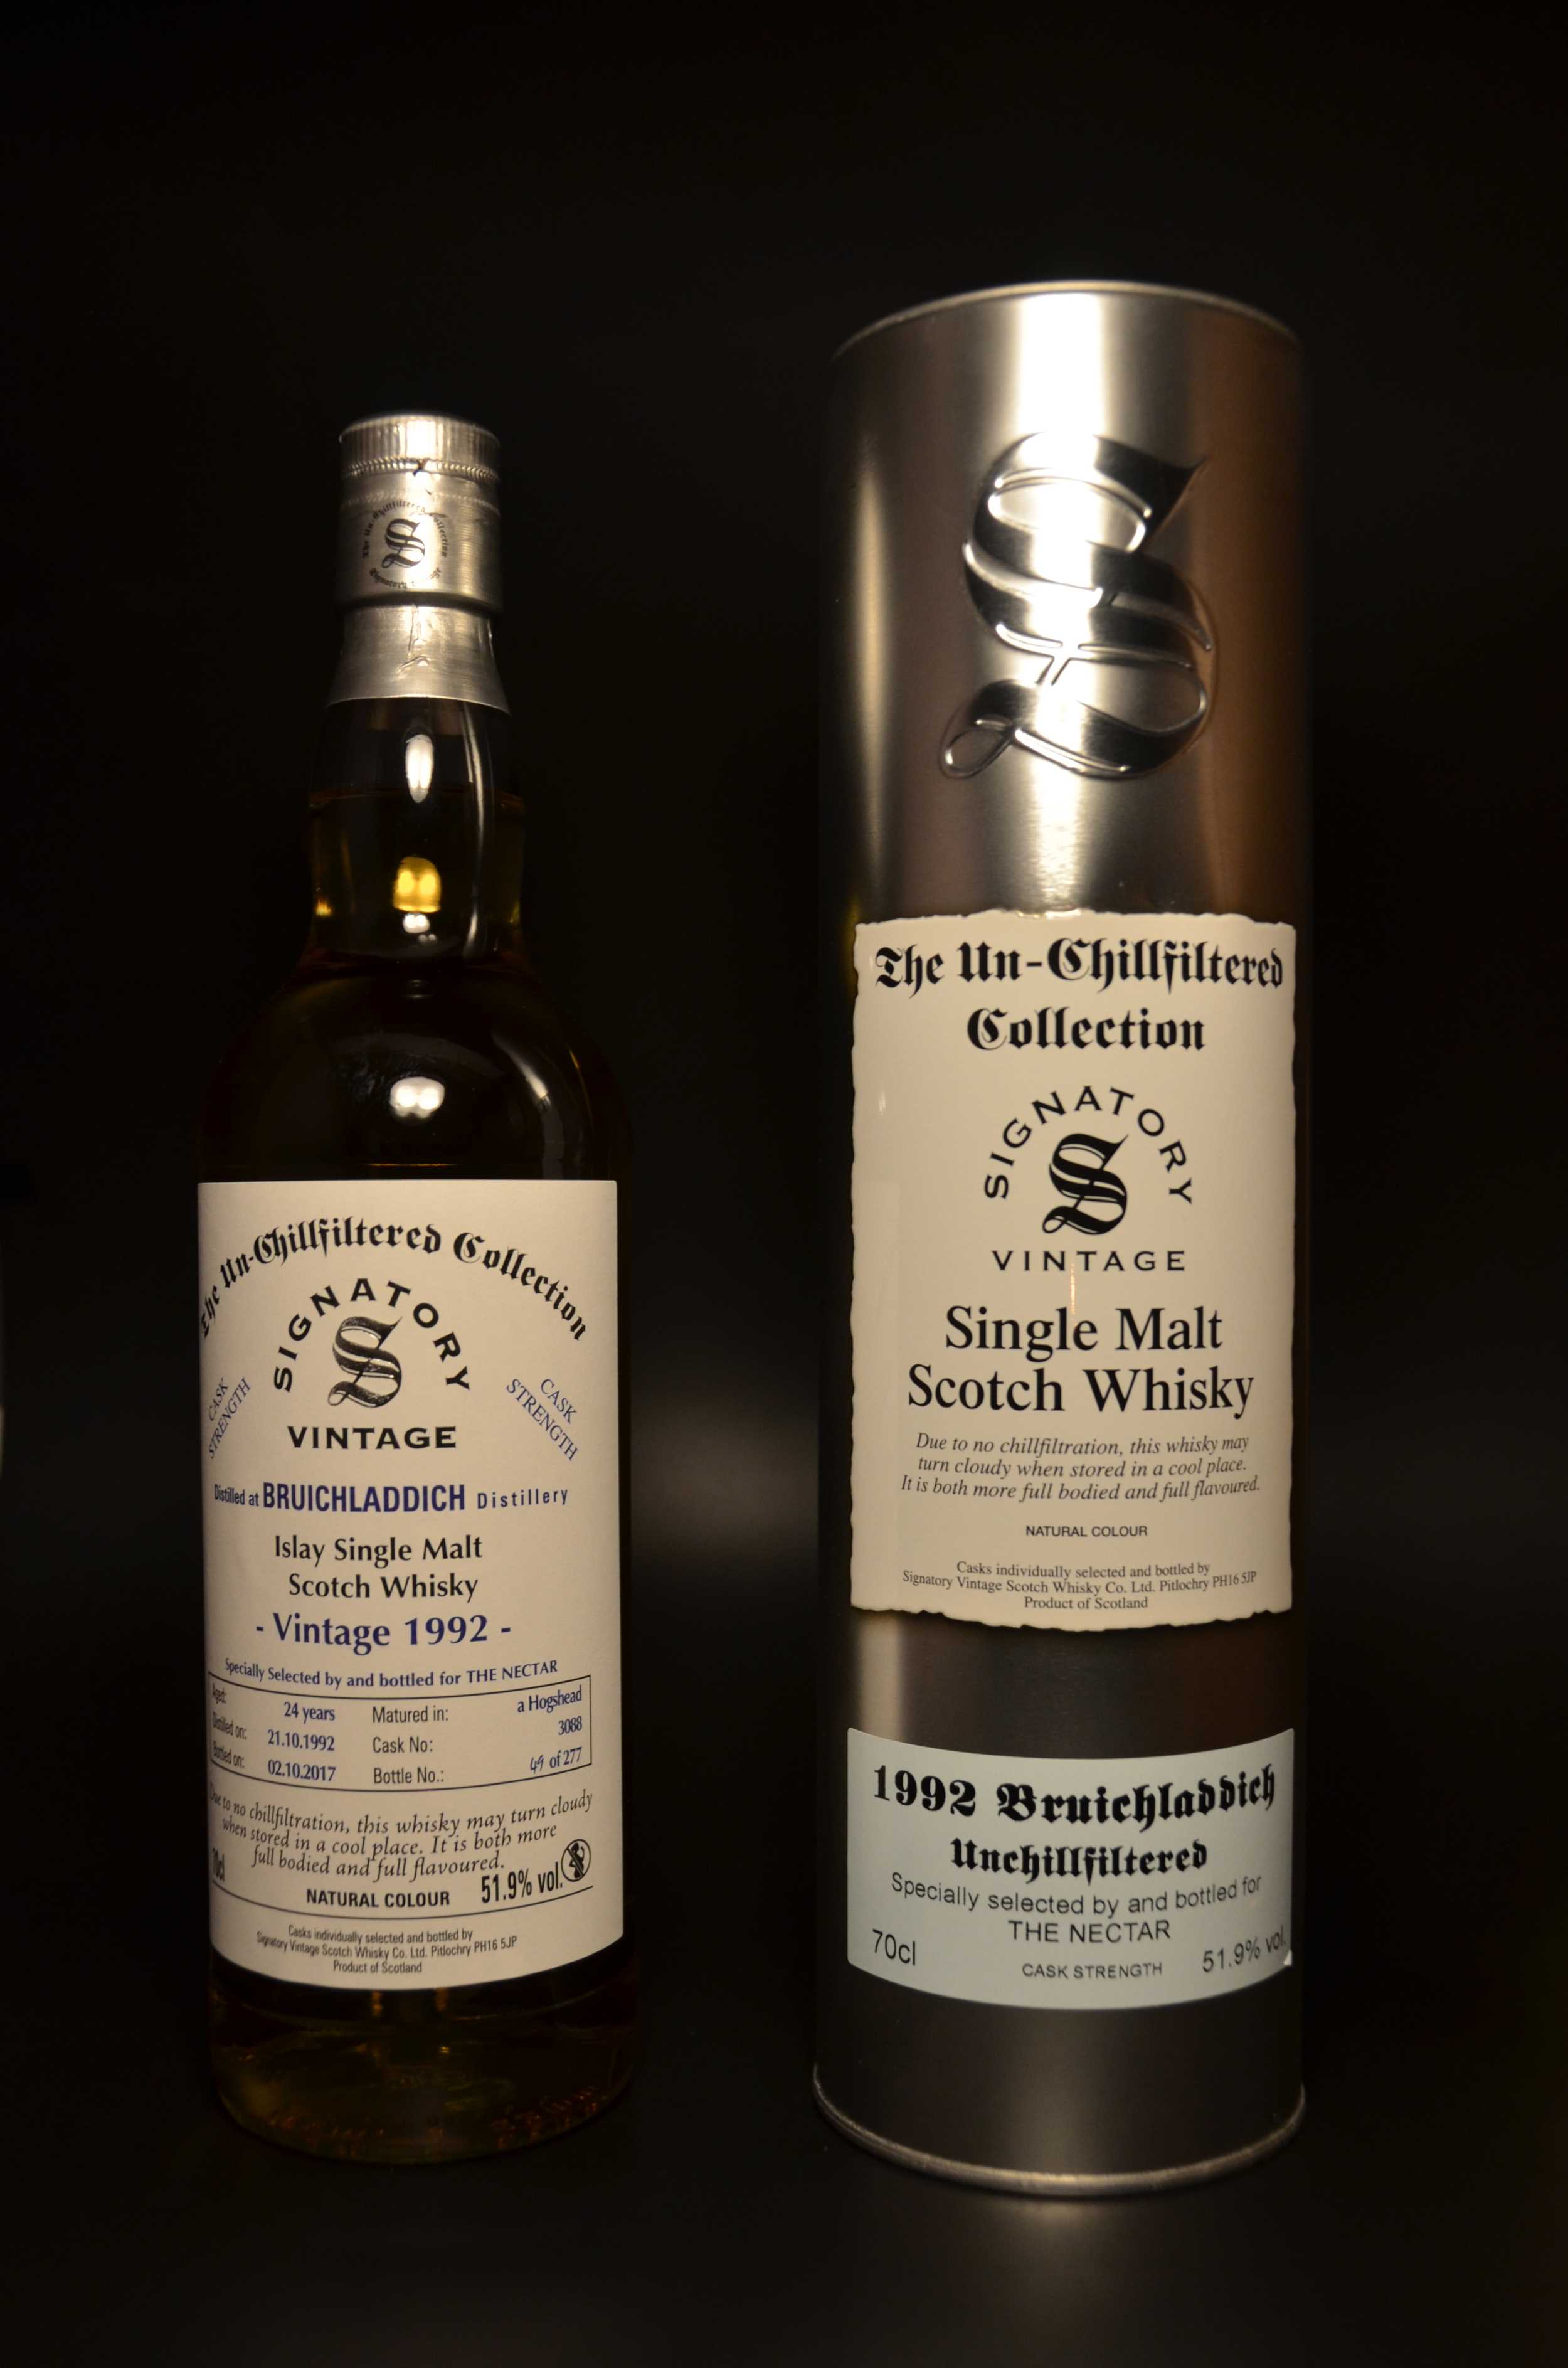 The Un-Chillfiltered Collection
Signatory Vintage
S
The Un-Chillfiltered Collection
SIGNATORY
S
VINTAGE
CASK
STRENGTH
CASK
STRENGTH
Distilled at BRUICHLADDICH Distillery
Islay Single Malt
Scotch Whisky
- Vintage 1992 -
Specially Selected by and bottled for THE NECTAR
Aged: 24 years Matured in: a Hogshead
Distilled on: 21.10.1992 Cask No: 3088
Bottled on: 02.10.2017 Bottle No.: 49 of 277
Due to no chillfiltration, this whisky may turn cloudy
when stored in a cool place. It is both more
full bodied and full flavoured.
70cl NATURAL COLOUR 51.9% vol.
Casks individually selected and bottled by
Signatory Vintage Scotch Whisky Co. Ltd. Pitlochry PH16 5JP
Product of Scotland
S
The Un-Chillfiltered
Collection
SIGNATORY
S
VINTAGE
Single Malt
Scotch Whisky
Due to no chillfiltration, this whisky may
turn cloudy when stored in a cool place.
It is both more full bodied and full flavoured.
NATURAL COLOUR
Casks individually selected and bottled by
Signatory Vintage Scotch Whisky Co. Ltd. Pitlochry PH16 5JP
Product of Scotland
1992 Bruichladdich
Unchillfiltered
Specially selected by and bottled for
THE NECTAR
70cl CASK STRENGTH 51.9% vol.